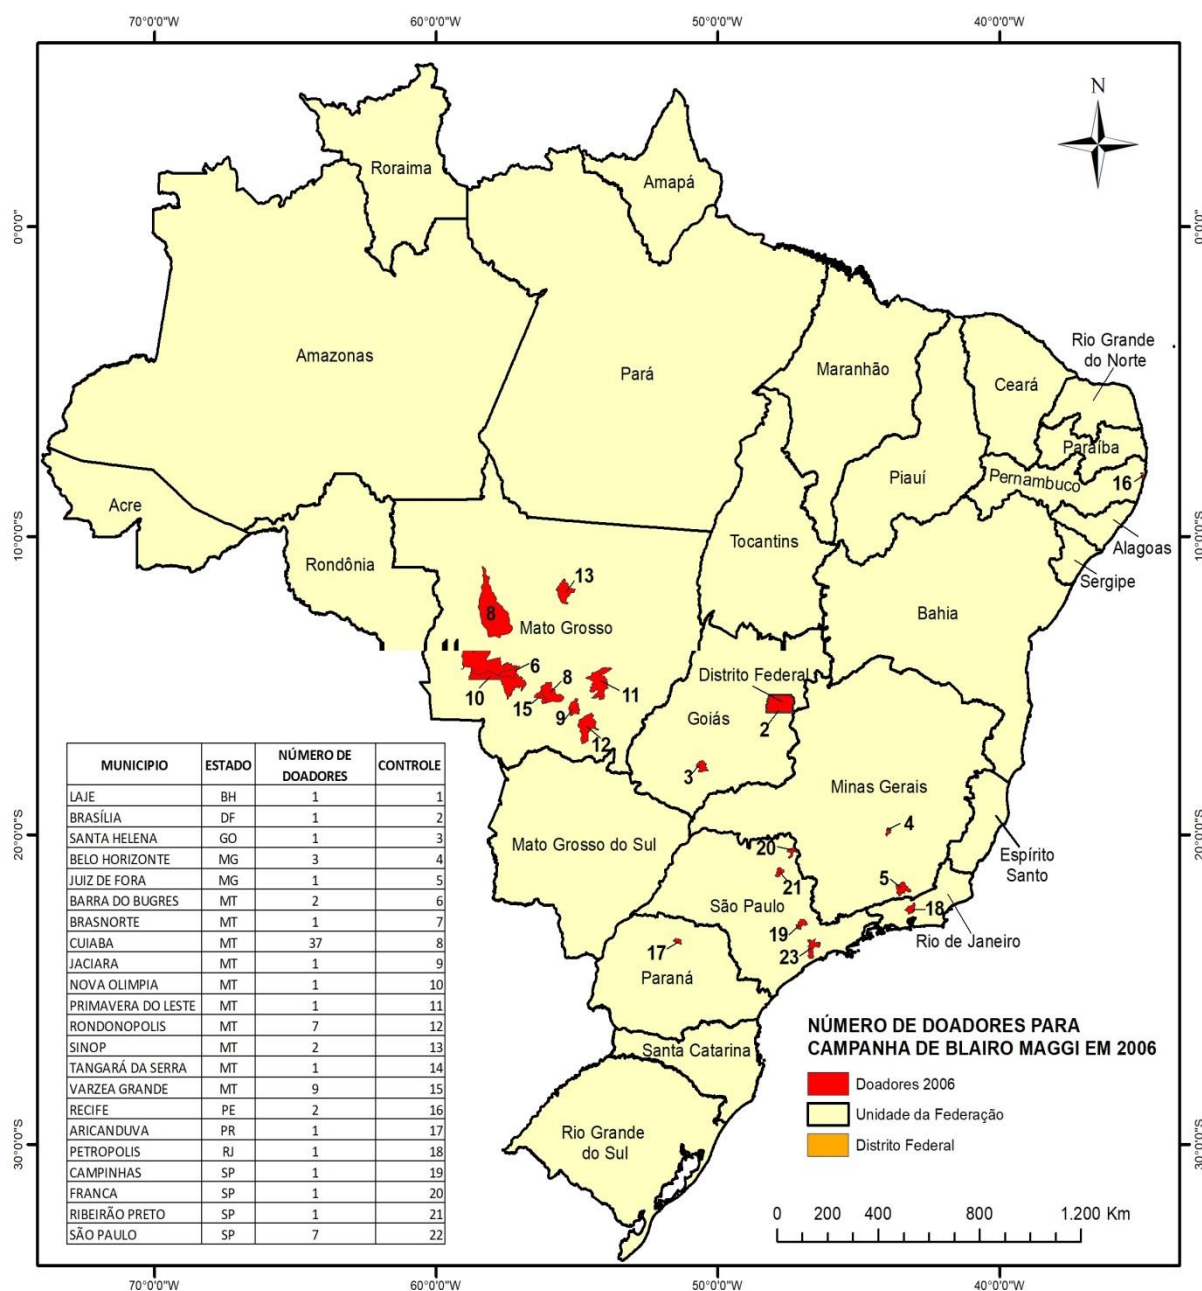 70°0'0"W 60°0'0"W 50°0'0"W 40°0'0"W
N
0°0'0" 0°0'0"
10°0'0"S 10°0'0"S
20°0'0"S 20°0'0"S
30°0'0"S 30°0'0"S
Roraima
Amapá
Amazonas
Pará
Maranhão
Ceará
Rio Grande
do Norte
Paraíba
Piauí
Pernambuco
16
Acre
Alagoas
Sergipe
Tocantins
Rondônia
Bahia
13
8
Mato Grosso
6
8
10
15
11
9
12
Distrito Federal
Goiás
2
3
Minas Gerais
4
Mato Grosso do Sul
20
21
5
Espírito
Santo
São Paulo
18
19
Rio de Janeiro
23
17
Paraná
Santa Catarina
Rio Grande
do Sul
MUNICIPIO ESTADO NÚMERO DE DOADORES CONTROLE
LAJE BH 1 1
BRASÍLIA DF 1 2
SANTA HELENA GO 1 3
BELO HORIZONTE MG 3 4
JUIZ DE FORA MG 1 5
BARRA DO BUGRES MT 2 6
BRASNORTE MT 1 7
CUIABA MT 37 8
JACIARA MT 1 9
NOVA OLIMPIA MT 1 10
PRIMAVERA DO LESTE MT 1 11
RONDONOPOLIS MT 7 12
SINOP MT 2 13
TANGARÁ DA SERRA MT 1 14
VARZEA GRANDE MT 9 15
RECIFE PE 2 16
ARICANDUVA PR 1 17
PETROPOLIS RJ 1 18
CAMPINHAS SP 1 19
FRANCA SP 1 20
RIBEIRÃO PRETO SP 1 21
SÃO PAULO SP 7 22
NÚMERO DE DOADORES PARA
CAMPANHA DE BLAIRO MAGGI EM 2006
Doadores 2006
Unidade da Federação
Distrito Federal
0 200 400 800 1.200 Km
70°0'0"W 60°0'0"W 50°0'0"W 40°0'0"W